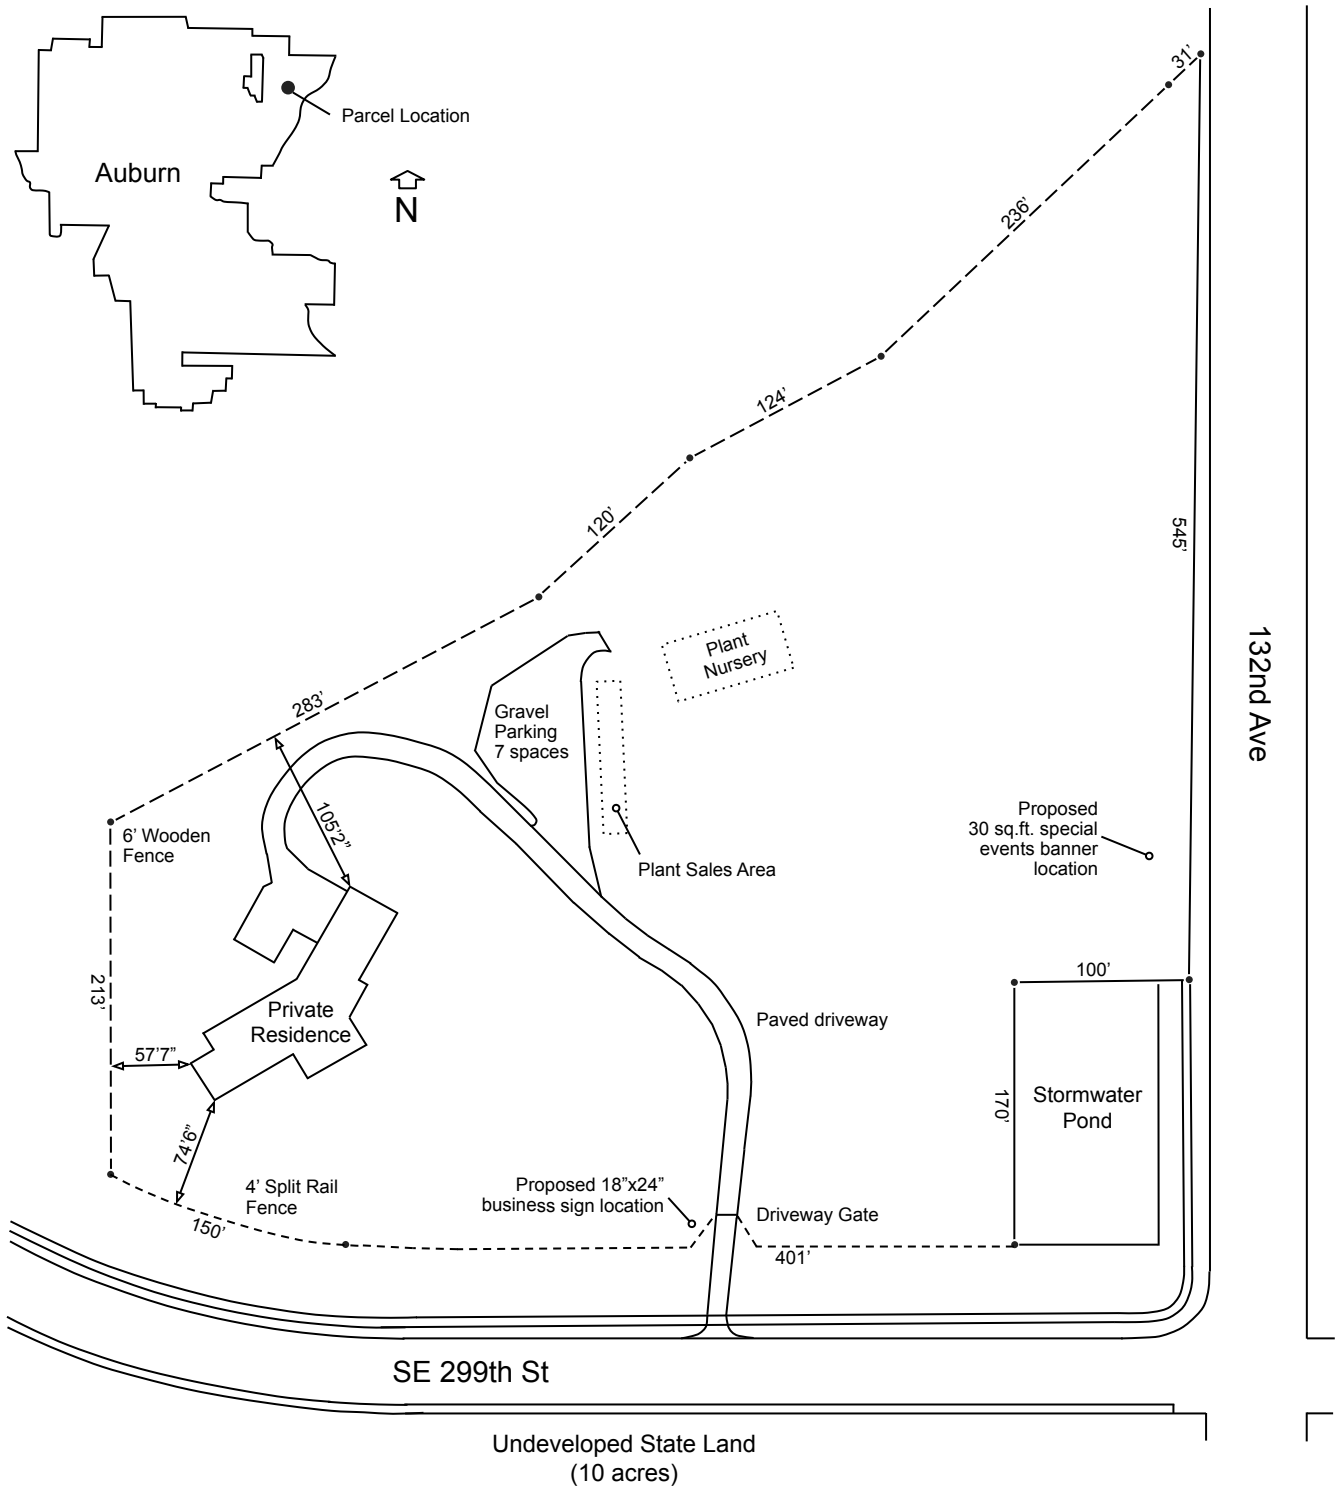 31’
Parcel Location
Auburn
N
236’
124’
120’
545’
Plant
Nursery
132nd Ave
283’
Gravel
Parking
7 spaces
105’2”
Proposed
30 sq.ft. special
events banner
location
6’ Wooden
Fence
Plant Sales Area
100’
213’
Private
Residence
Paved driveway
57’7”
170’
Stormwater
Pond
74’6”
4’ Split Rail
Fence
Proposed 18”x24”
business sign location
Driveway Gate
150’
401’
SE 299th St
Undeveloped State Land
(10 acres)